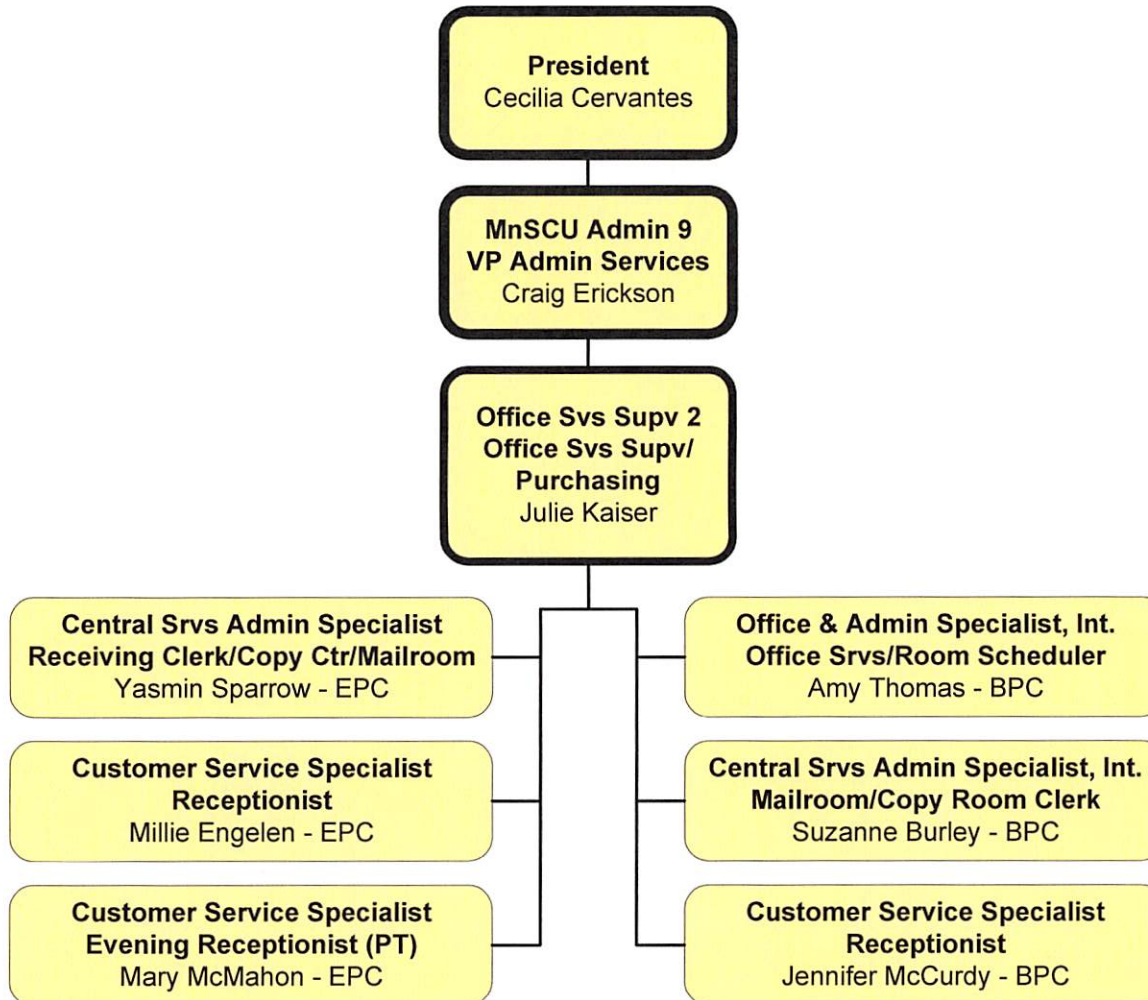 President
Cecilia Cervantes
MnSCU Admin 9
VP Admin Services
Craig Erickson
Office Svs Supv 2
Office Svs Supv/
Purchasing
Julie Kaiser
Central Srvs Admin Specialist
Receiving Clerk/Copy Ctr/Mailroom
Yasmin Sparrow - EPC
Customer Service Specialist
Receptionist
Millie Engelen - EPC
Customer Service Specialist
Evening Receptionist (PT)
Mary McMahon - EPC
Office & Admin Specialist, Int.
Office Srvs/Room Scheduler
Amy Thomas - BPC
Central Srvs Admin Specialist, Int.
Mailroom/Copy Room Clerk
Suzanne Burley - BPC
Customer Service Specialist
Receptionist
Jennifer McCurdy - BPC